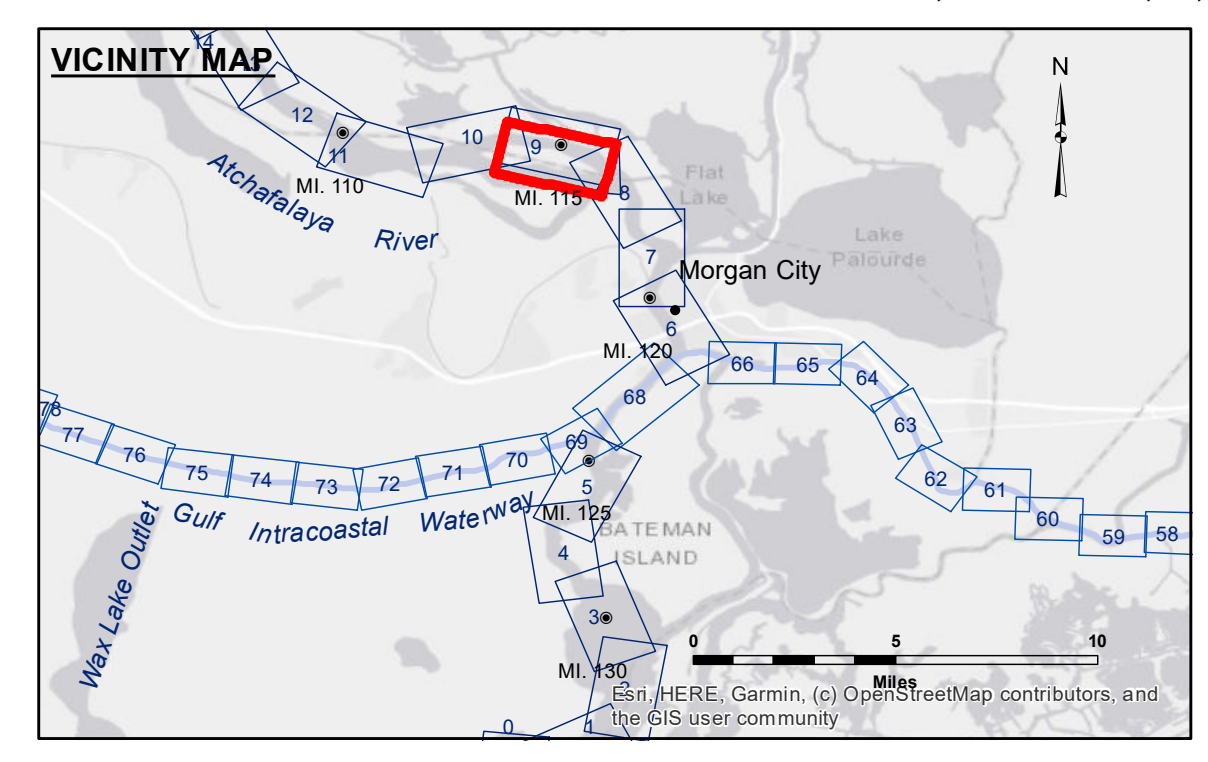 VICINITY MAP
N
14
13
12
11
10
9
8
7
6
MI. 110
MI. 115
Atchafalaya
River
Flat
Lake
Lake
Palourde
Morgan City
MI. 120
66
65
64
63
62
61
60
59
58
68
69
70
71
72
73
74
75
76
77
78
Gulf
Intracoastal
Waterway
Wax Lake Outlet
5
MI. 125
BATEMAN
ISLAND
4
3
MI. 130
2
1
0
0
5
10
Miles
Esri, HERE, Garmin, (c) OpenStreetMap contributors, and
the GIS user community